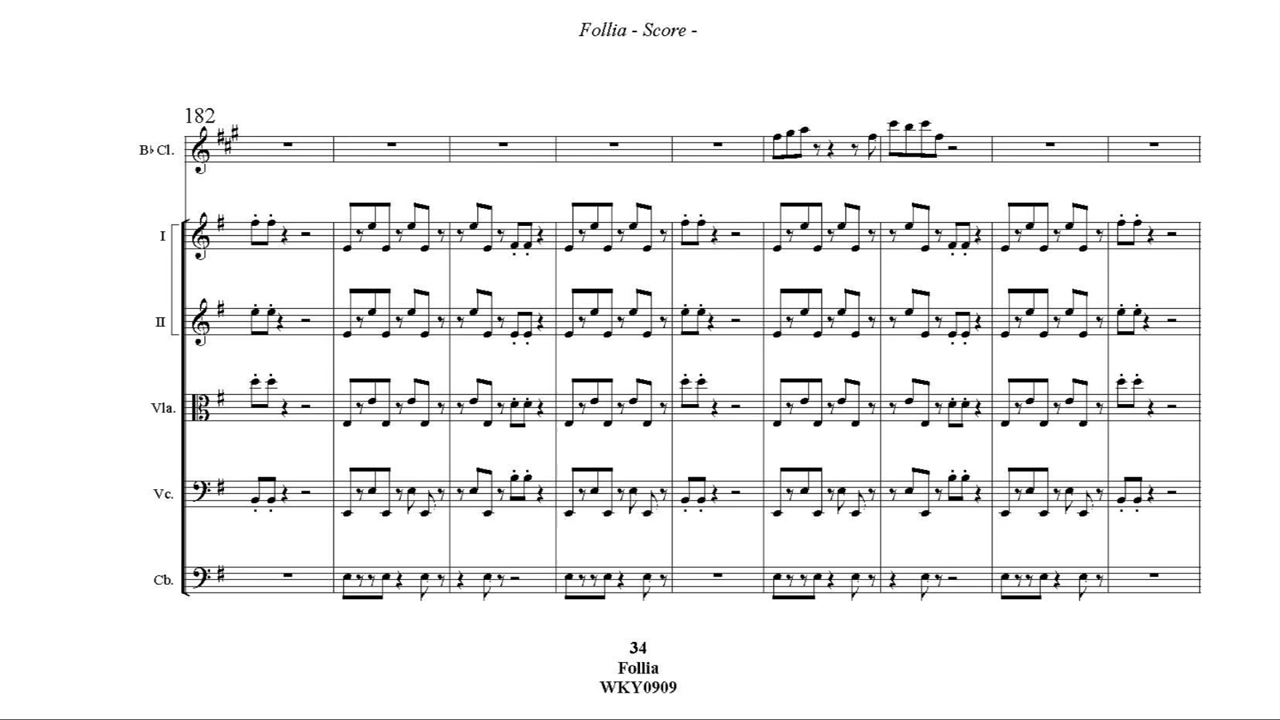 Follia - Score -
182
B♭ Cl.
I
II
Vla.
Vc.
Cb.
34
Follia
WKY0909